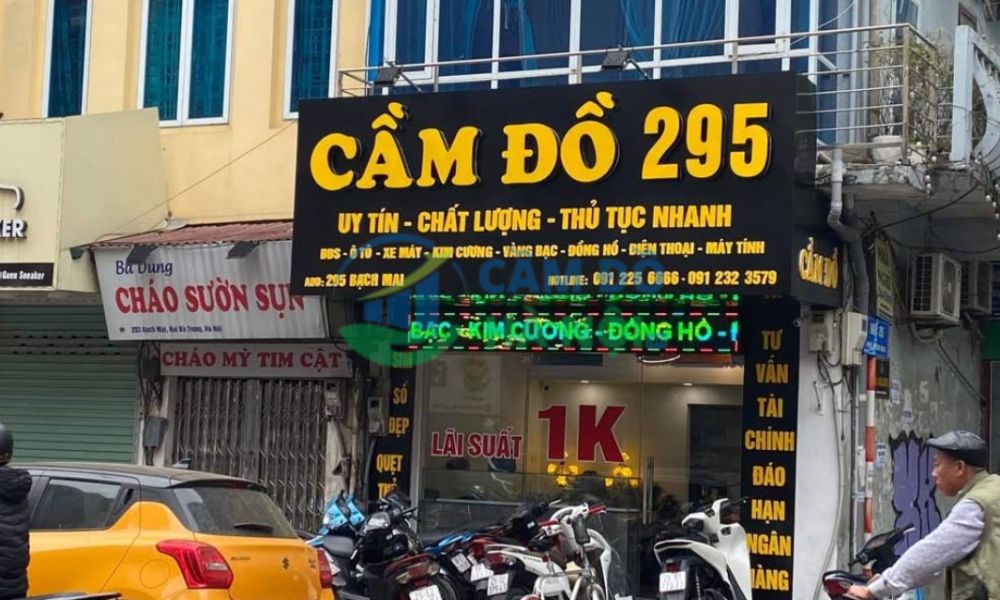 CẦM ĐỒ 295
UY TÍN - CHẤT LƯỢNG - THỦ TỤC NHANH
BĐS - Ô TÔ - XE MÁY - KIM CƯƠNG - VÀNG BẠC - ĐỒNG HỒ - ĐIỆN THOẠI - MÁY TÍNH
ADD: 295 BẠCH MAI HOTLINE: 091 225 6666 - 091 232 3579
CẦM ĐỒ
BẠC - KIM CƯƠNG - ĐỒNG HỒ -
Bà Dung
CHÁO SƯỜN SỤN
293 Bạch Mai, Hai Bà Trưng, Hà Nội
CHÁO MỲ TIM CẬT
SIM
SỐ
ĐẸP
QUẸT
LÃI SUẤT 1K
TƯ
VẤN
TÀI
CHÍNH
ĐÁO
HẠN
NGÂN
HÀNG
KER
Sneaker